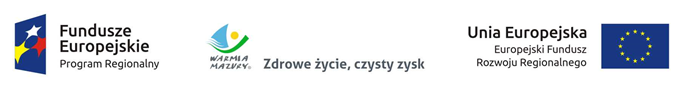 Fundusze
Europejskie
Program Regionalny
WARMIA
MAZURY®
Zdrowe życie, czysty zysk
Unia Europejska
Europejski Fundusz
Rozwoju Regionalnego